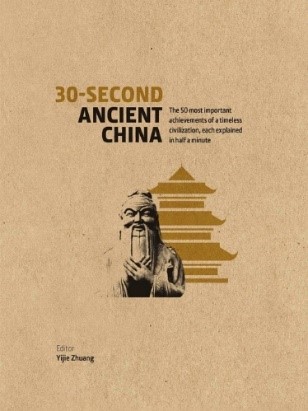 30-SECOND
ANCIENT
CHINA
The 50 most important
achievements of a timeless
civilization, each explained
in half a minute
Editor
Yijie Zhuang